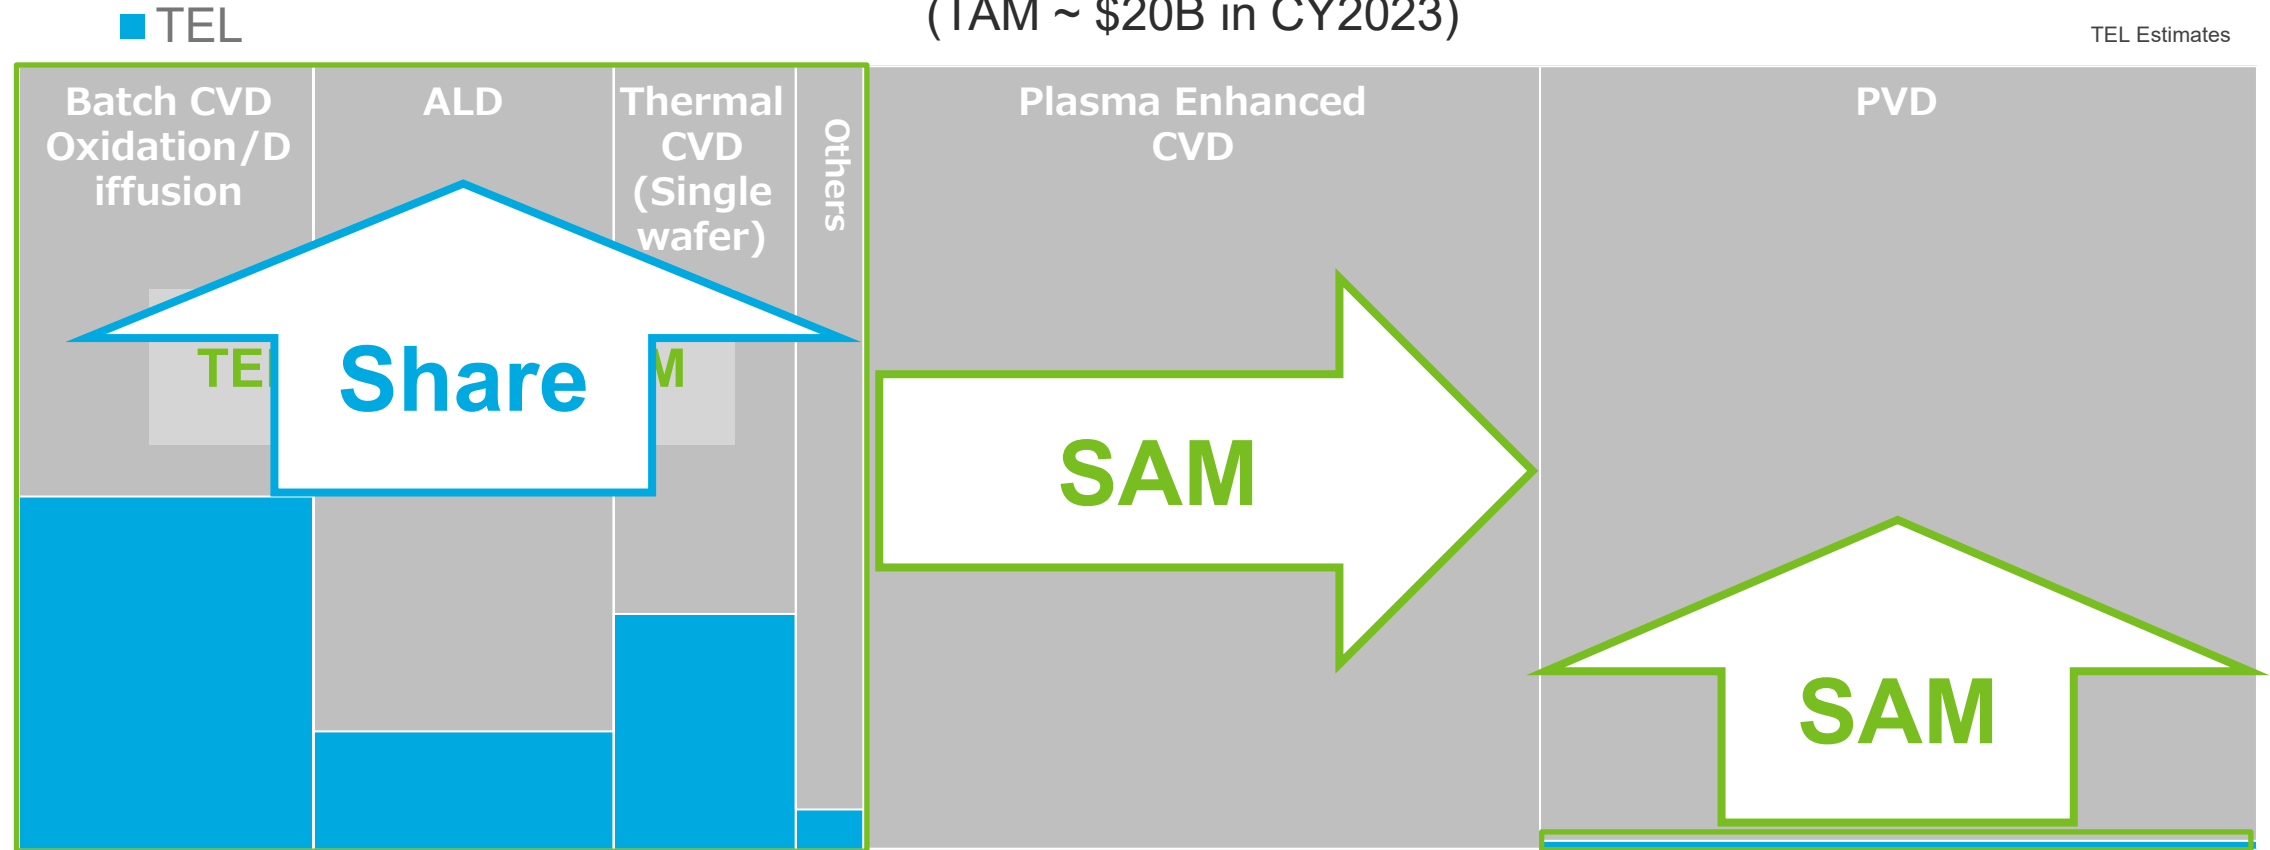 (TAM ~ $20B in CY2023)
TEL
TEL Estimates
Batch CVD
Oxidation/D
iffusion
ALD
Thermal
CVD
(Single
wafer)
Others
Plasma Enhanced
CVD
PVD
Share
SAM
SAM